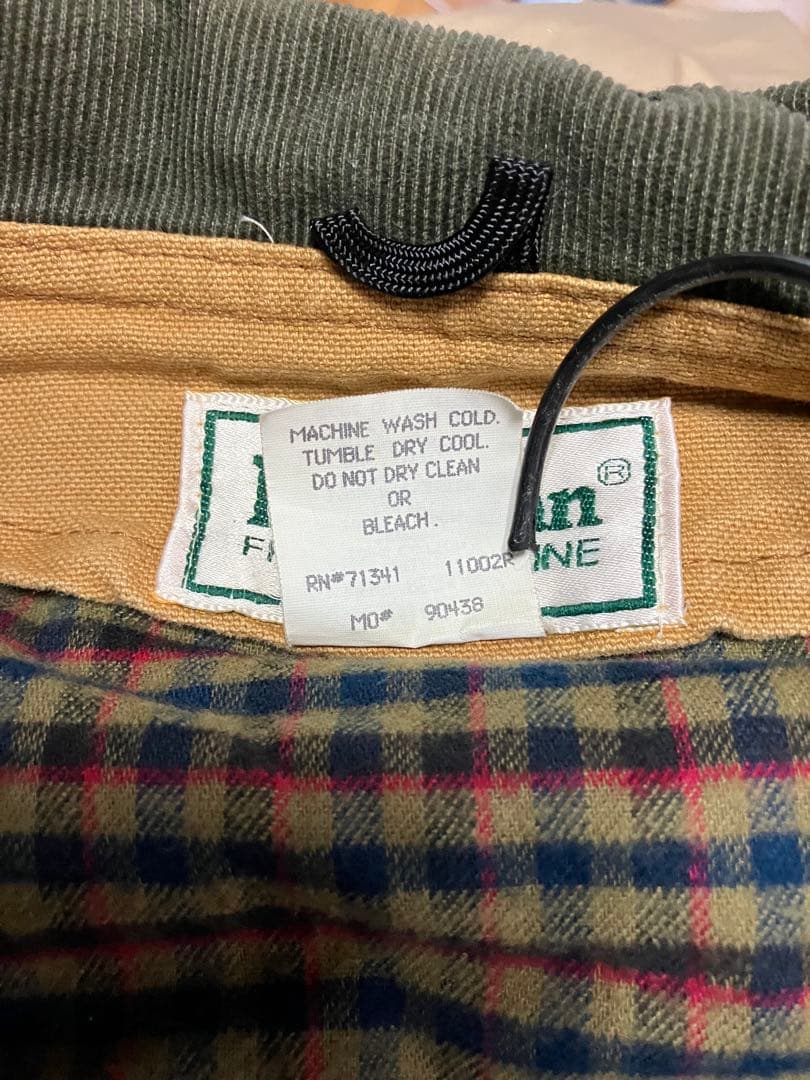 MACHINE WASH COLD.
TUMBLE DRY COOL.
DO NOT DRY CLEAN
OR
BLEACH.
RN#71341 11002R
MO# 90438
®